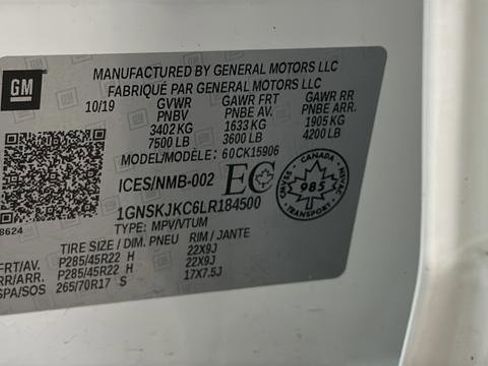 GM
MANUFACTURED BY GENERAL MOTORS LLC
FABRIQUÉ PAR GENERAL MOTORS LLC
10/19 GVWR GAWR FRT GAWR RR
PNBV PNBE AV. PNBE ARR.
3402 KG 1633 KG 1905 KG
7500 LB 3600 LB 4200 LB
MODEL/MODÈLE: 60CK15906
ICES/NMB-002 EC CANADA 985
1GNSKJKC6LR184500
8624 TYPE: MPV/VTUM
TIRE SIZE / DIM. PNEU RIM / JANTE
FRT/AV. P285/45R22 H 22X9J
RR/ARR. P285/45R22 H 22X9J
SPA/SOS 265/70R17 S 17X7.5J